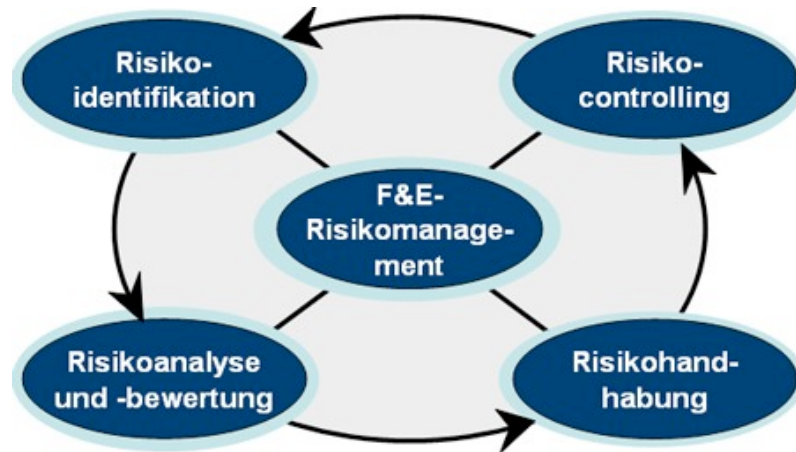 Risiko-
identifikation
Risiko-
controlling
F&E-
Risikomanage-
ment
Risikoanalyse
und -bewertung
Risikohand-
habung